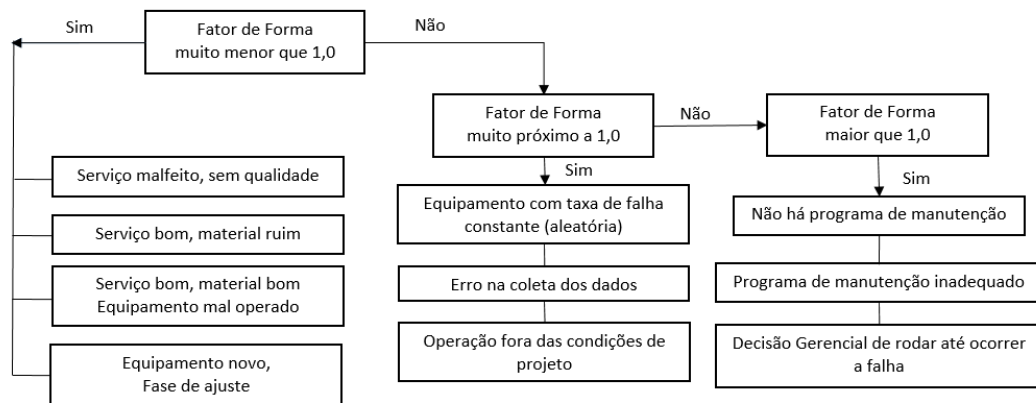 Sim
Fator de Forma
muito menor que 1,0
Não
Fator de Forma
muito próximo a 1,0
Não
Fator de Forma
maior que 1,0
Serviço malfeito, sem qualidade
Serviço bom, material ruim
Serviço bom, material bom
Equipamento mal operado
Equipamento novo,
Fase de ajuste
Sim
Equipamento com taxa de falha
constante (aleatória)
Erro na coleta dos dados
Operação fora das condições de
projeto
Sim
Não há programa de manutenção
Programa de manutenção inadequado
Decisão Gerencial de rodar até ocorrer
a falha